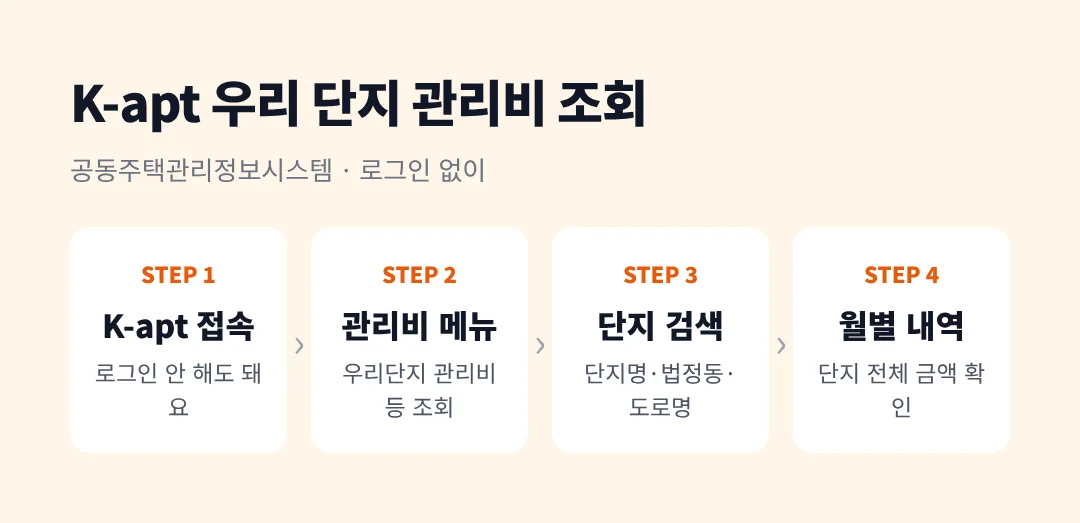 K-apt 우리 단지 관리비 조회
공동주택관리정보시스템 · 로그인 없이
STEP 1
K-apt 접속
로그인 안 해도 돼
요
›
STEP 2
관리비 메뉴
우리단지 관리비
등 조회
›
STEP 3
단지 검색
단지명·법정동·
도로명
›
STEP 4
월별 내역
단지 전체 금액 확
인